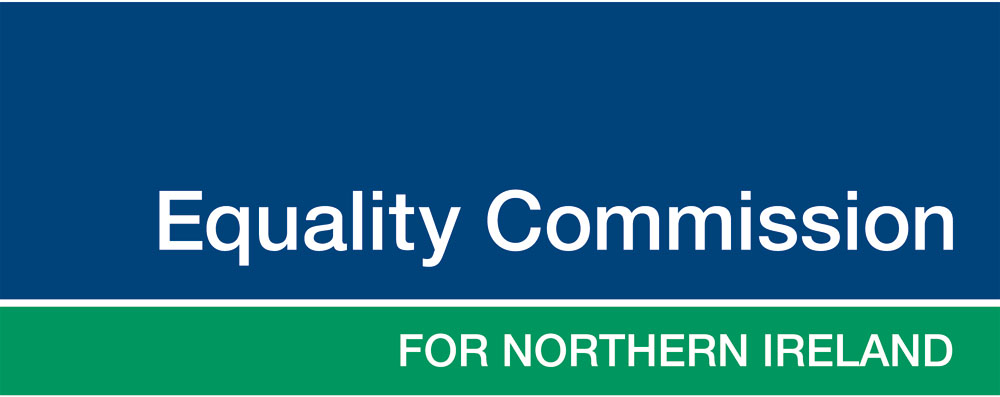 Equality Commission
FOR NORTHERN IRELAND